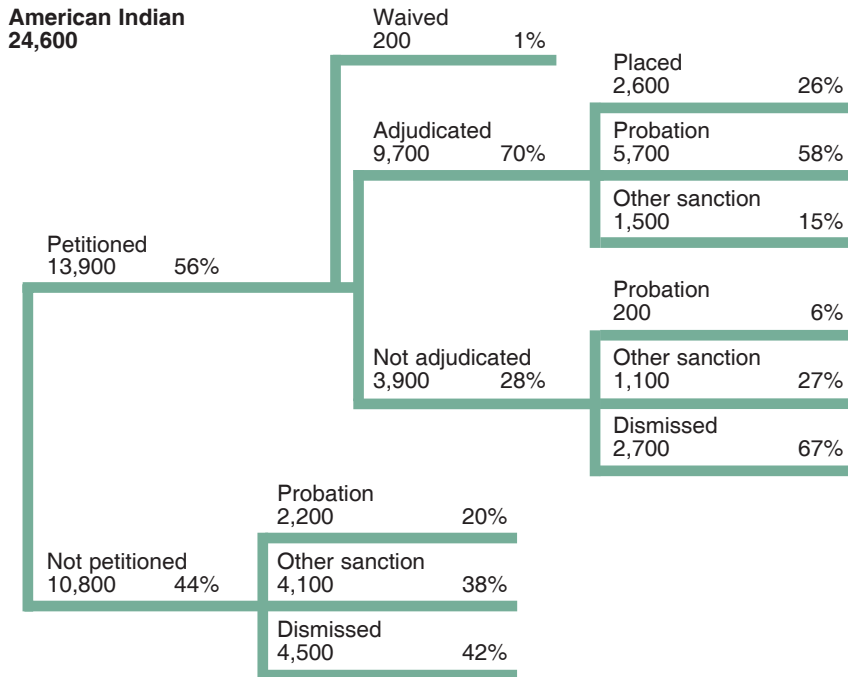 American Indian
24,600
Waived
200 1%
Placed
2,600 26%
Adjudicated
9,700 70%
Probation
5,700 58%
Other sanction
1,500 15%
Petitioned
13,900 56%
Probation
200 6%
Not adjudicated
3,900 28%
Other sanction
1,100 27%
Dismissed
2,700 67%
Probation
2,200 20%
Not petitioned
10,800 44%
Other sanction
4,100 38%
Dismissed
4,500 42%